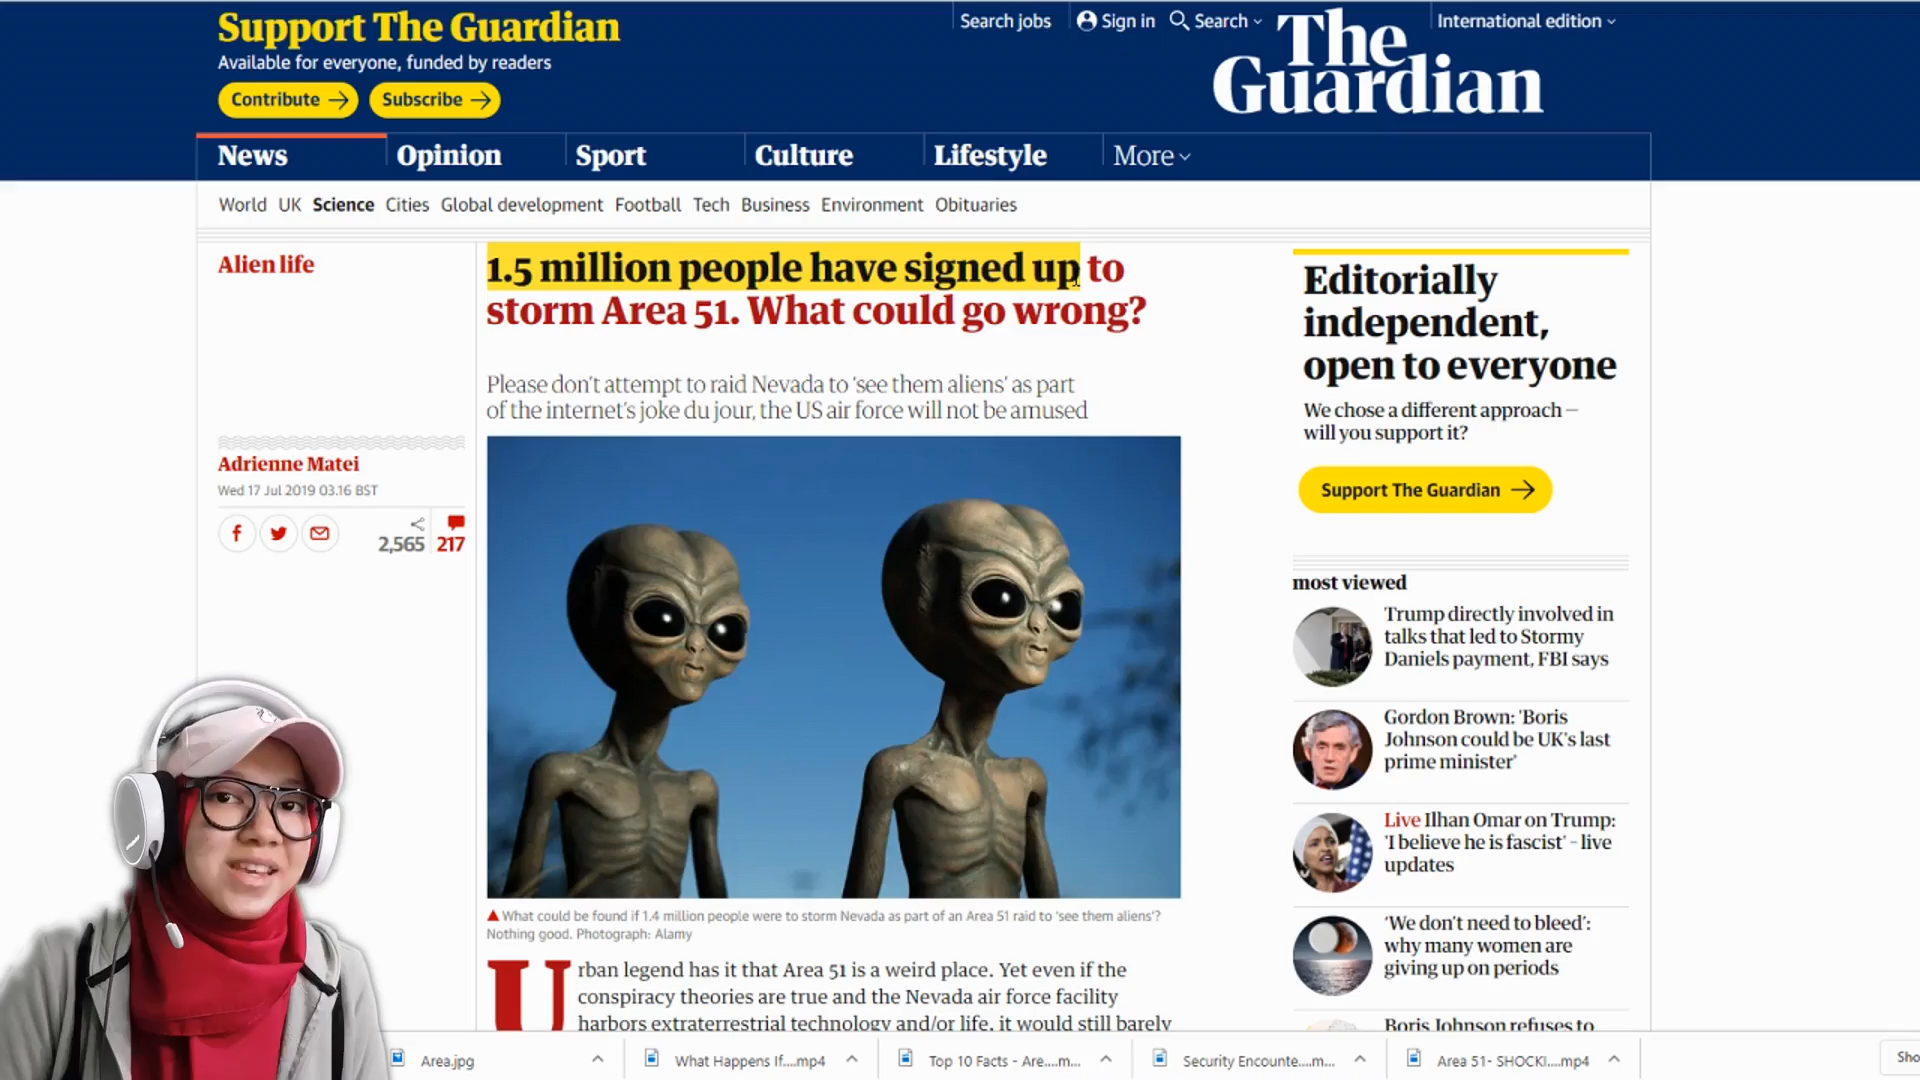 Support The Guardian
Available for everyone, funded by readers
Contribute
Subscribe
Search jobs
Sign in
Search
International edition
The
Guardian
News
Opinion
Sport
Culture
Lifestyle
More
World UK Science Cities Global development Football Tech Business Environment Obituaries
Alien life
1.5 million people have signed up to
storm Area 51. What could go wrong?
Please don't attempt to raid Nevada to 'see them aliens' as part
of the internet's joke du jour, the US air force will not be amused
Adrienne Matei
Wed 17 Jul 2019 03.16 BST
2,565
217
What could be found if 1.4 million people were to storm Nevada as part of an Area 51 raid to 'see them aliens'?
Nothing good. Photograph: Alamy
Urban legend has it that Area 51 is a weird place. Yet even if the
conspiracy theories are true and the Nevada air force facility
harbors extraterrestrial technology and/or life, it would still barely
Editorially
independent,
open to everyone
We chose a different approach –
will you support it?
Support The Guardian
most viewed
Trump directly involved in
talks that led to Stormy
Daniels payment, FBI says
Gordon Brown: 'Boris
Johnson could be UK's last
prime minister'
Live Ilhan Omar on Trump:
'I believe he is fascist' – live
updates
'We don't need to bleed':
why many women are
giving up on periods
Boris Johnson refuses to
Area.jpg
What Happens If....mp4
Top 10 Facts - Are....m...
Security Encounte....m...
Area 51- SHOCKI....mp4
Sho